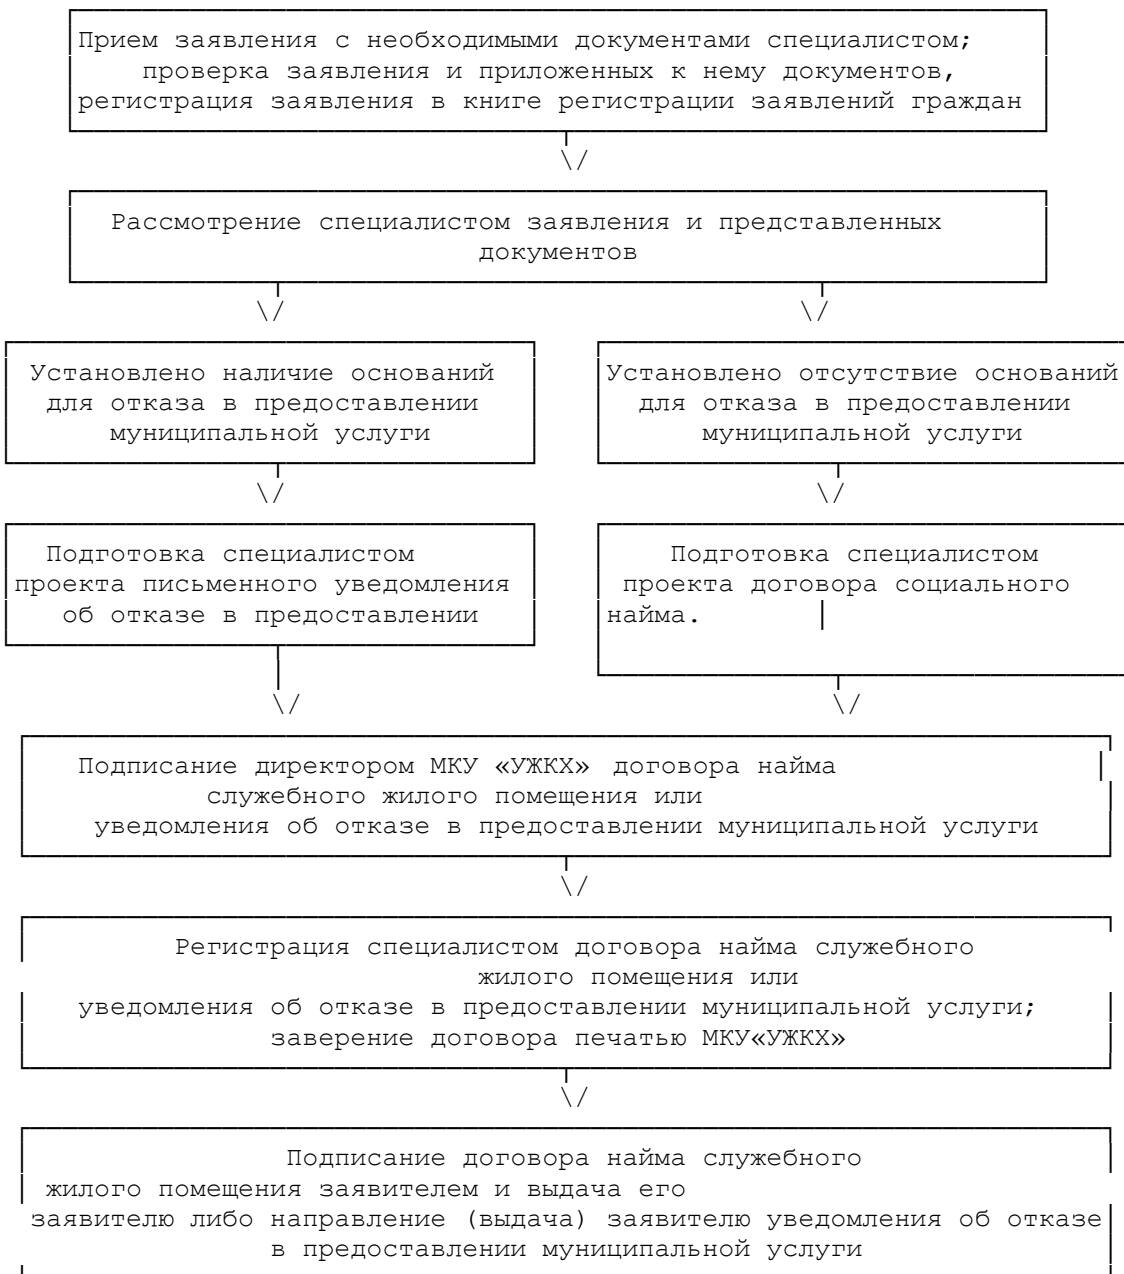 Прием заявления с необходимыми документами специалистом;
проверка заявления и приложенных к нему документов,
регистрация заявления в книге регистрации заявлений граждан
Рассмотрение специалистом заявления и представленных
документов
Установлено наличие оснований
для отказа в предоставлении
муниципальной услуги
Установлено отсутствие оснований
для отказа в предоставлении
муниципальной услуги
Подготовка специалистом
проекта письменного уведомления
об отказе в предоставлении
Подготовка специалистом
проекта договора социального
найма.
Подписание директором МКУ «УЖКХ» договора найма
служебного жилого помещения или
уведомления об отказе в предоставлении муниципальной услуги
Регистрация специалистом договора найма служебного
жилого помещения или
уведомления об отказе в предоставлении муниципальной услуги;
заверение договора печатью МКУ«УЖКХ»
Подписание договора найма служебного
жилого помещения заявителем и выдача его
заявителю либо направление (выдача) заявителю уведомления об отказе
в предоставлении муниципальной услуги